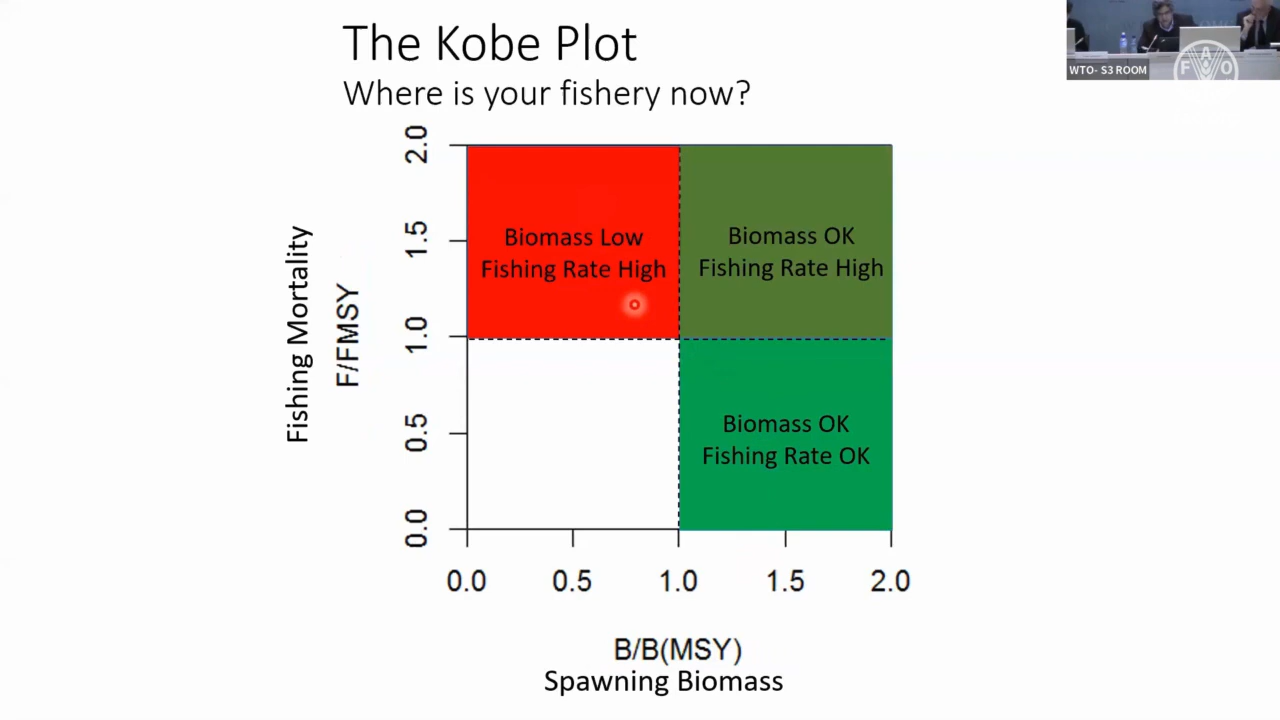 The Kobe Plot
Where is your fishery now?
WTO- S3 ROOM
F A O
Fishing Mortality
F/FMSY
2.0
1.5
1.0
0.5
0.0
Biomass Low
Fishing Rate High
Biomass OK
Fishing Rate High
Biomass OK
Fishing Rate OK
0.0 0.5 1.0 1.5 2.0
B/B(MSY)
Spawning Biomass